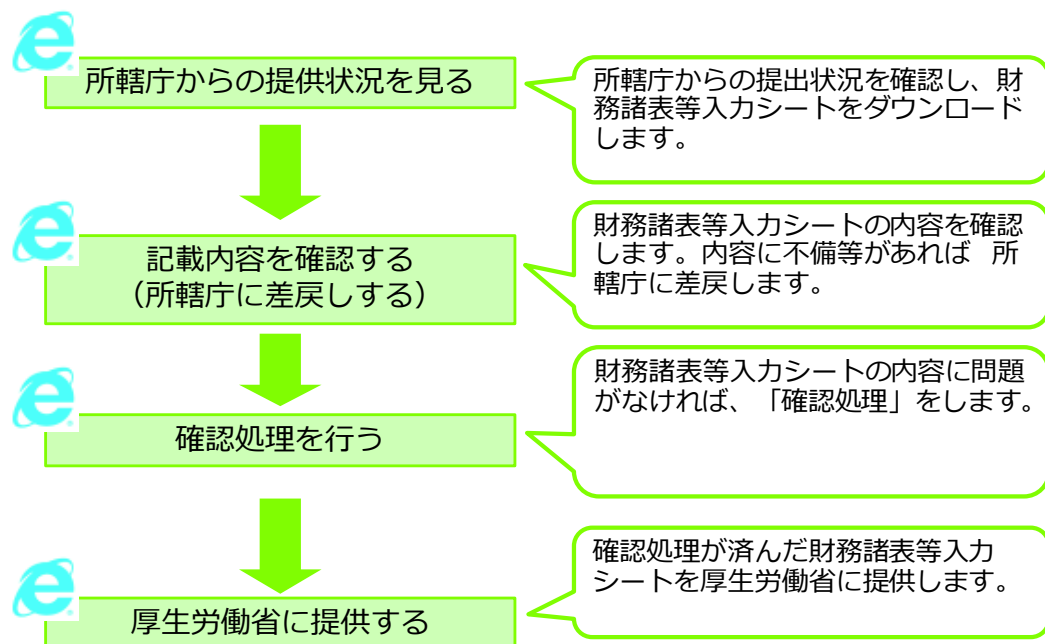 所轄庁からの提供状況を見る
所轄庁からの提出状況を確認し、財
務諸表等入力シートをダウンロード
します。
記載内容を確認する
（所轄庁に差戻しする）
財務諸表等入力シートの内容を確認
します。内容に不備等があれば　所
轄庁に差戻します。
確認処理を行う
財務諸表等入力シートの内容に問題
がなければ、「確認処理」をします。
厚生労働省に提供する
確認処理が済んだ財務諸表等入力
シートを厚生労働省に提供します。